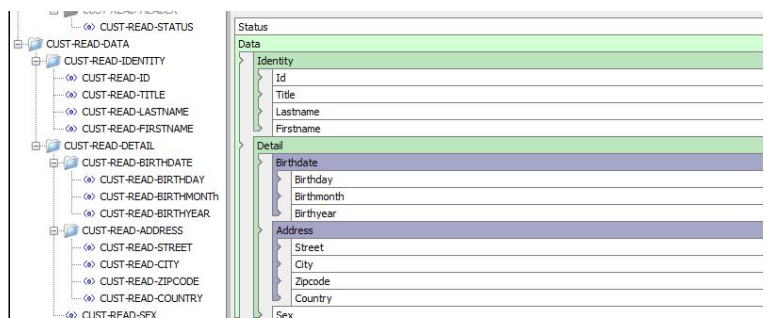 CUST-READ-HEADER
CUST-READ-STATUS
CUST-READ-DATA
CUST-READ-IDENTITY
CUST-READ-ID
CUST-READ-TITLE
CUST-READ-LASTNAME
CUST-READ-FIRSTNAME
CUST-READ-DETAIL
CUST-READ-BIRTHDATE
CUST-READ-BIRTHDAY
CUST-READ-BIRTHMONTh
CUST-READ-BIRTHYEAR
CUST-READ-ADDRESS
CUST-READ-STREET
CUST-READ-CITY
CUST-READ-ZIPCODE
CUST-READ-COUNTRY
CUST-READ-SEX
Status
Data
Identity
Id
Title
Lastname
Firstname
Detail
Birthdate
Birthday
Birthmonth
Birthyear
Address
Street
City
Zipcode
Country
Sex